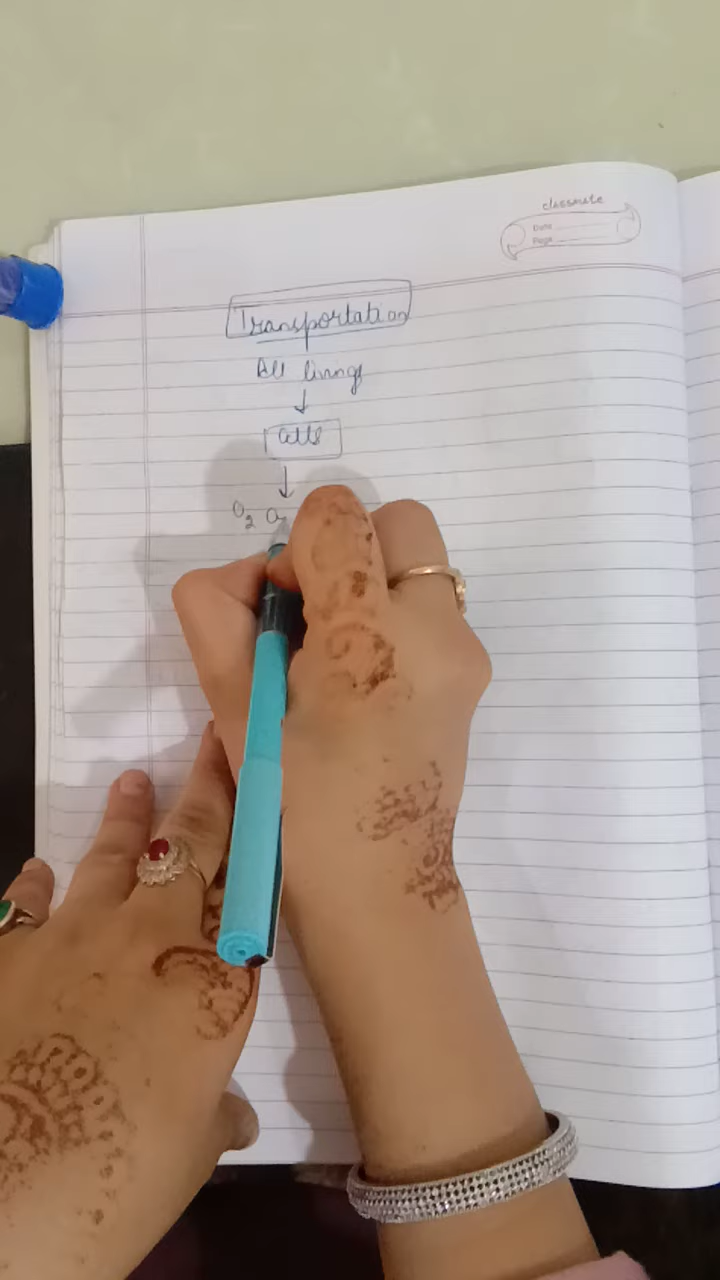 classmate
Date
Page
Transportation
All livings
↓
Cells
↓
O2